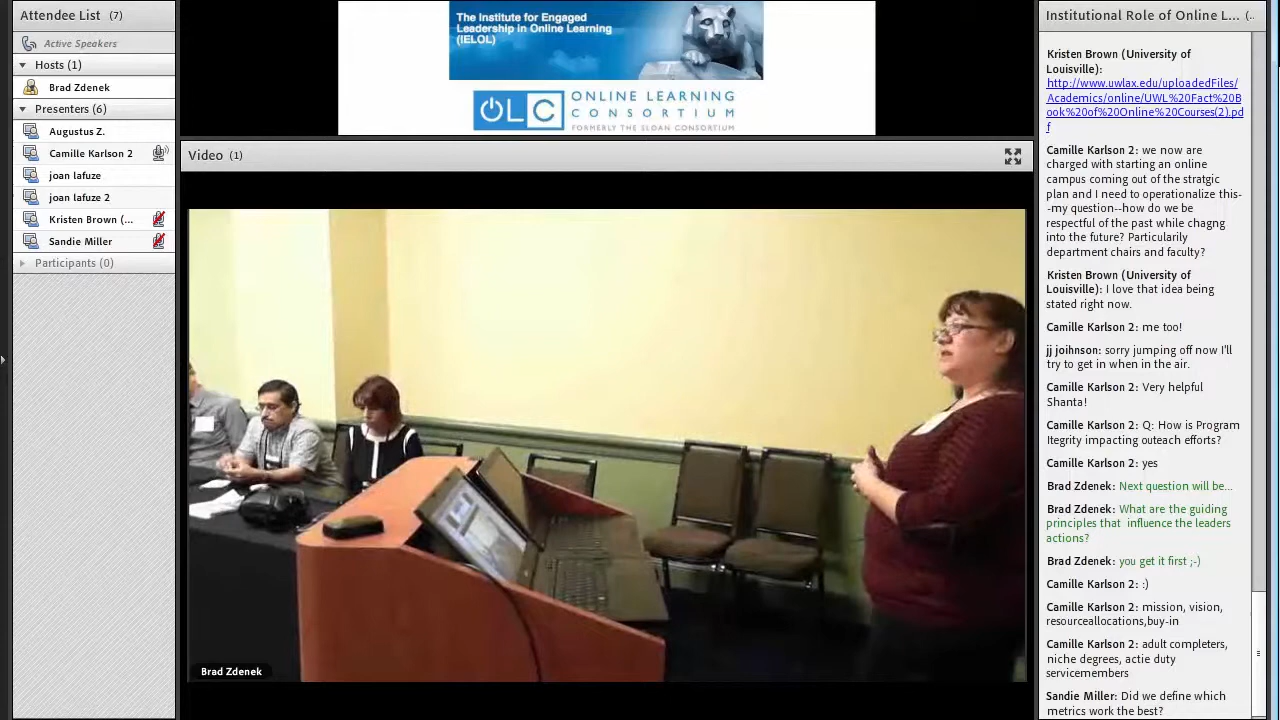 Attendee List (7)
Active Speakers
Hosts (1)
Brad Zdenek
Presenters (6)
Augustus Z.
Camille Karlson 2
joan lafuze
joan lafuze 2
Kristen Brown (...
Sandie Miller
Participants (0)
The Institute for Engaged
Leadership in Online Learning
(IELOL)
OLC
ONLINE LEARNING
CONSORTIUM
FORMERLY THE SLOAN CONSORTIUM
Video (1)
Brad Zdenek
Institutional Role of Online L... (..
Kristen Brown (University of
Louisville):
http://www.uwlax.edu/uploadedFiles/
Academics/online/UWL%20Fact%20B
ook%20of%20Online%20Courses(2).pd
f
Camille Karlson 2: we now are
charged with starting an online
campus coming out of the stratgic
plan and I need to operationalize this-
-my question--how do we be
respectful of the past while chagng
into the future? Particularly
department chairs and faculty?
Kristen Brown (University of
Louisville): I love that idea being
stated right now.
Camille Karlson 2: me too!
jj joihnson: sorry jumping off now I'll
try to get in when in the air.
Camille Karlson 2: Very helpful
Shanta!
Camille Karlson 2: Q: How is Program
Itegrity impacting outeach efforts?
Camille Karlson 2: yes
Brad Zdenek: Next question will be...
Brad Zdenek: What are the guiding
principles that influence the leaders
actions?
Brad Zdenek: you get it first ;-)
Camille Karlson 2: :)
Camille Karlson 2: mission, vision,
resourceallocations,buy-in
Camille Karlson 2: adult completers,
niche degrees, actie duty
servicemembers
Sandie Miller: Did we define which
metrics work the best?